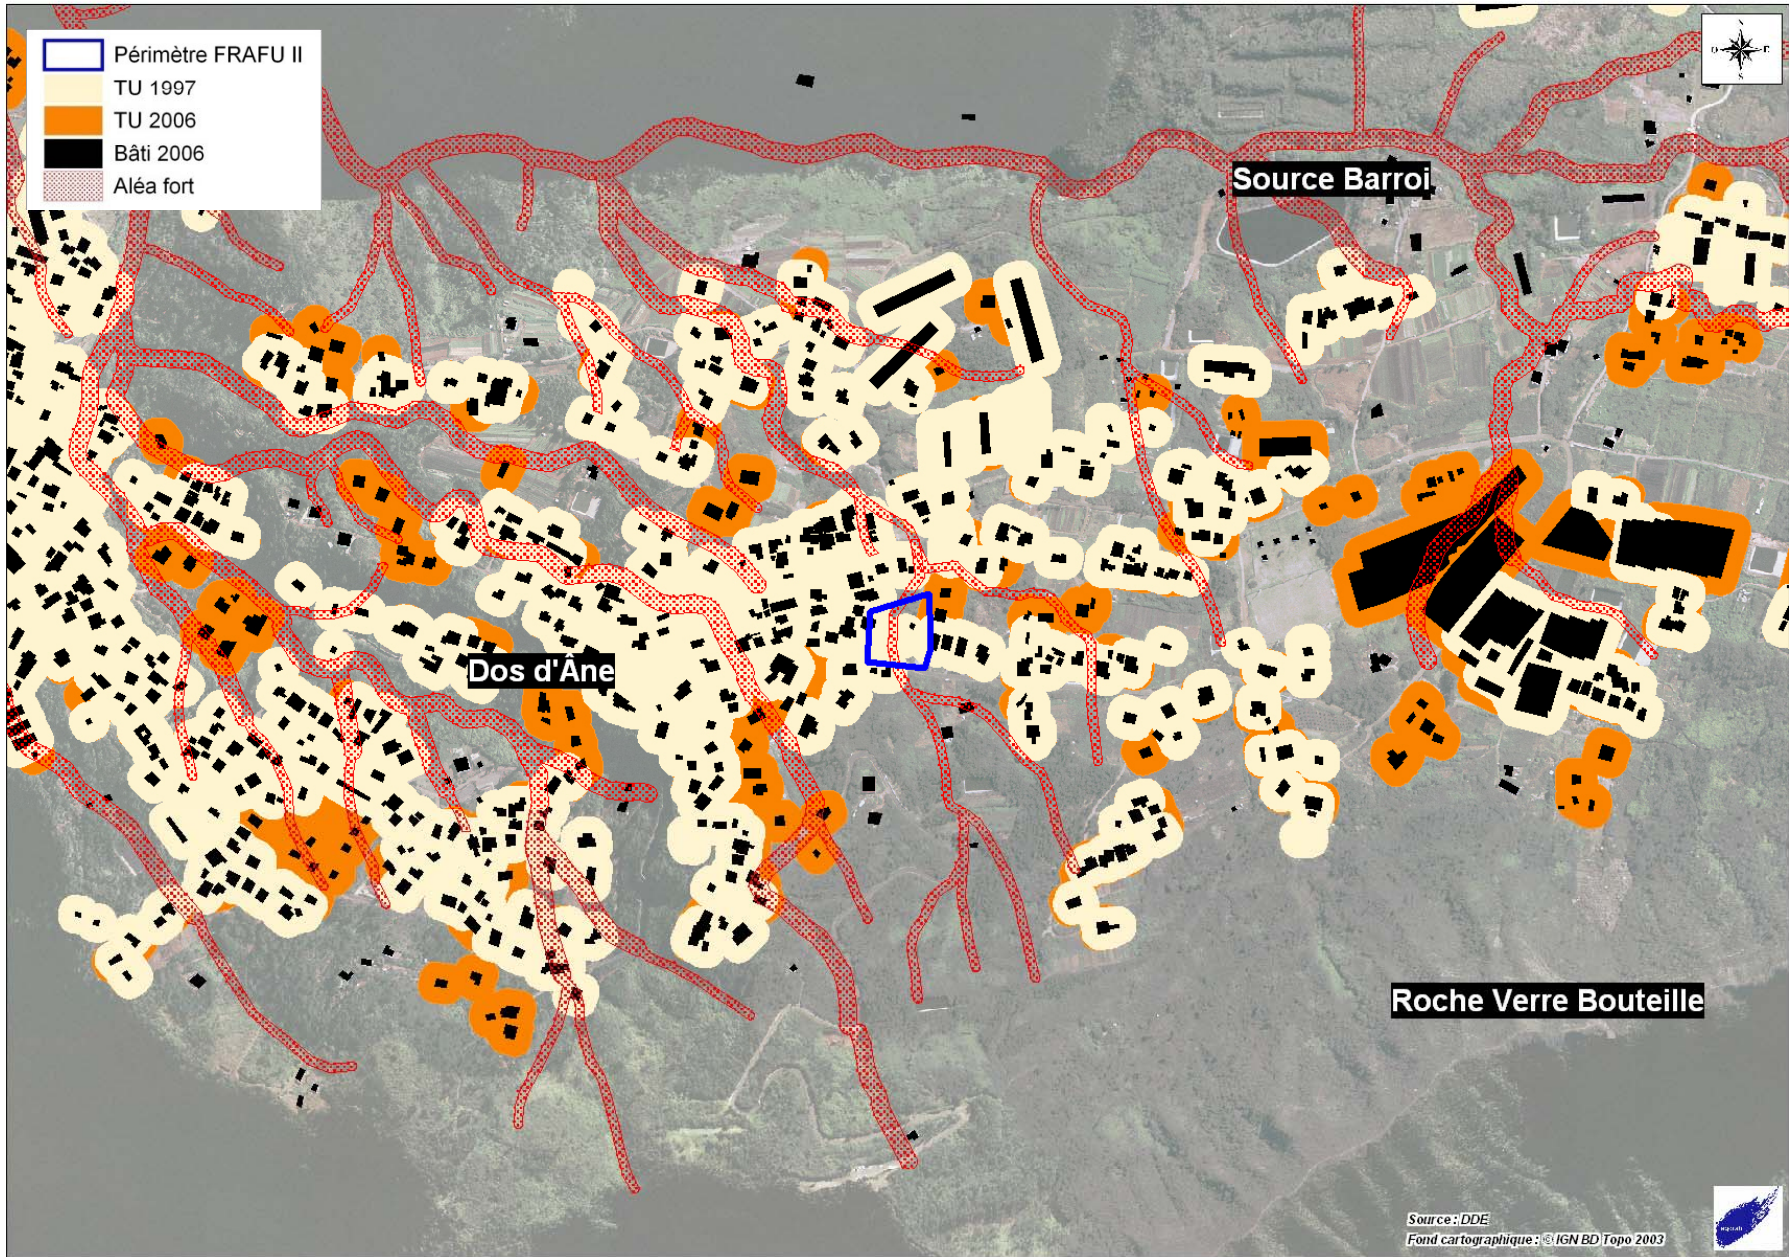 Périmètre FRAFU II
TU 1997
TU 2006
Bâti 2006
Aléa fort
N
O
E
S
Source Barroi
Dos d'Âne
Roche Verre Bouteille
Source : DDE
Fond cartographique : © IGN BD Topo 2003